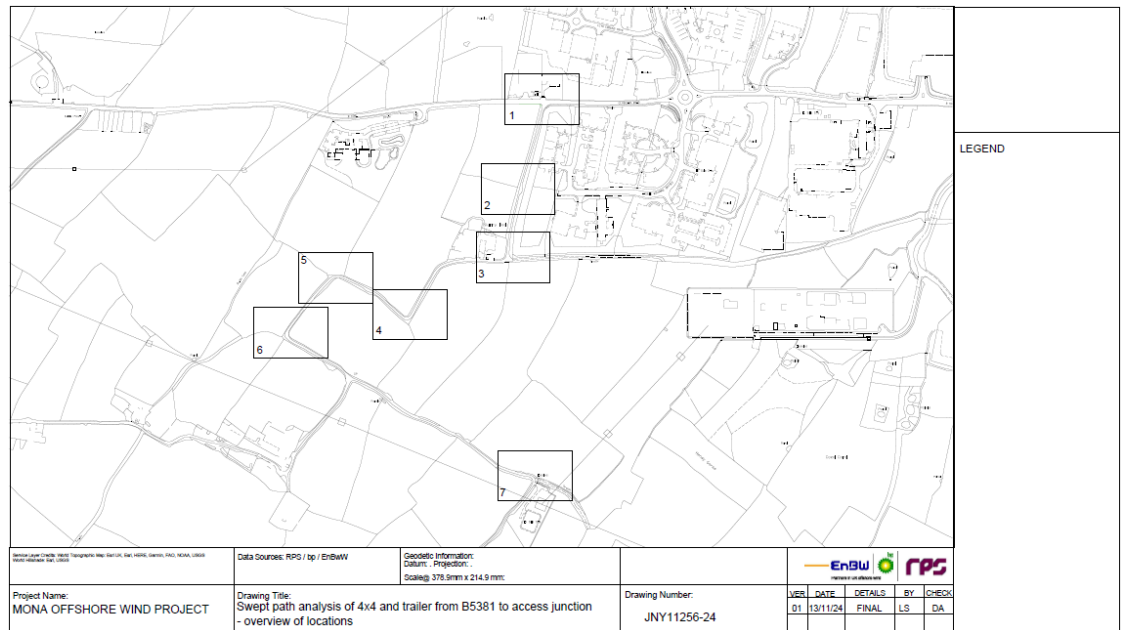 1
2
3
5
4
6
7
LEGEND
Data Sources: RPS / bp / EnBwW
Geodetic Information:
Datum: . Projection: .
Scale@ 378.9mm x 214.9 mm:
EnBW
bp
rps
Project Name:
MONA OFFSHORE WIND PROJECT
Drawing Title:
Swept path analysis of 4x4 and trailer from B5381 to access junction
- overview of locations
Drawing Number:
JNY11256-24
VER DATE DETAILS BY CHECK
01 13/11/24 FINAL LS DA